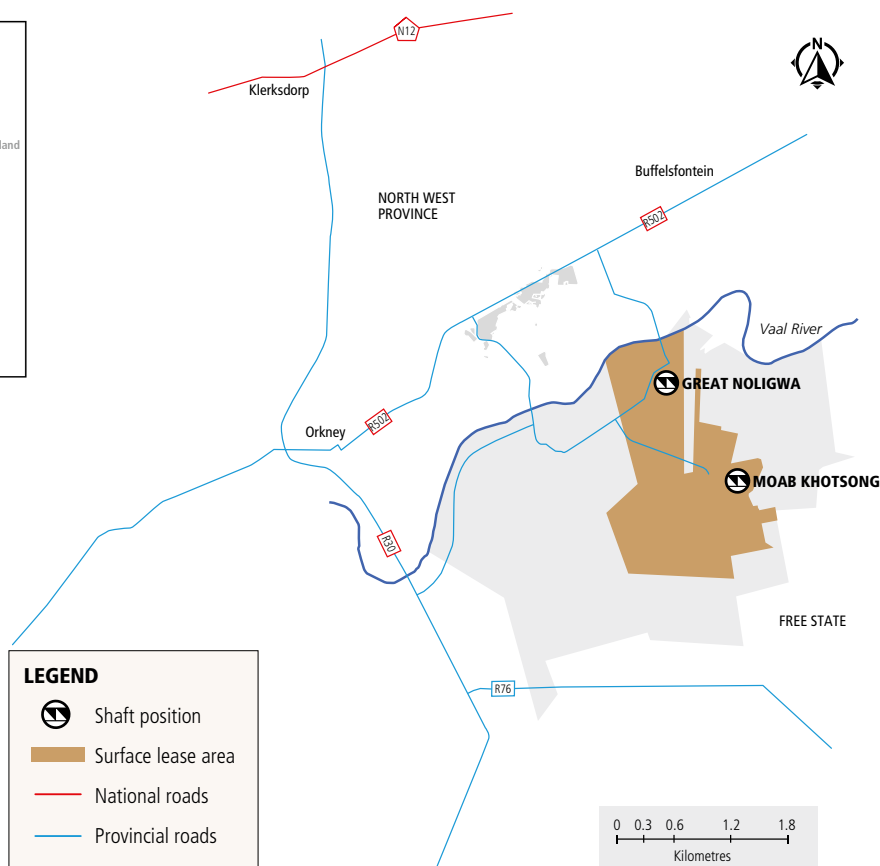 N12
N
Klerksdorp
land
Buffelsfontein
NORTH WEST
PROVINCE
R502
Vaal River
GREAT NOLIGWA
R502
Orkney
MOAB KHOTSONG
R30
FREE STATE
R76
LEGEND
Shaft position
Surface lease area
National roads
Provincial roads
0 0.3 0.6 1.2 1.8
Kilometres